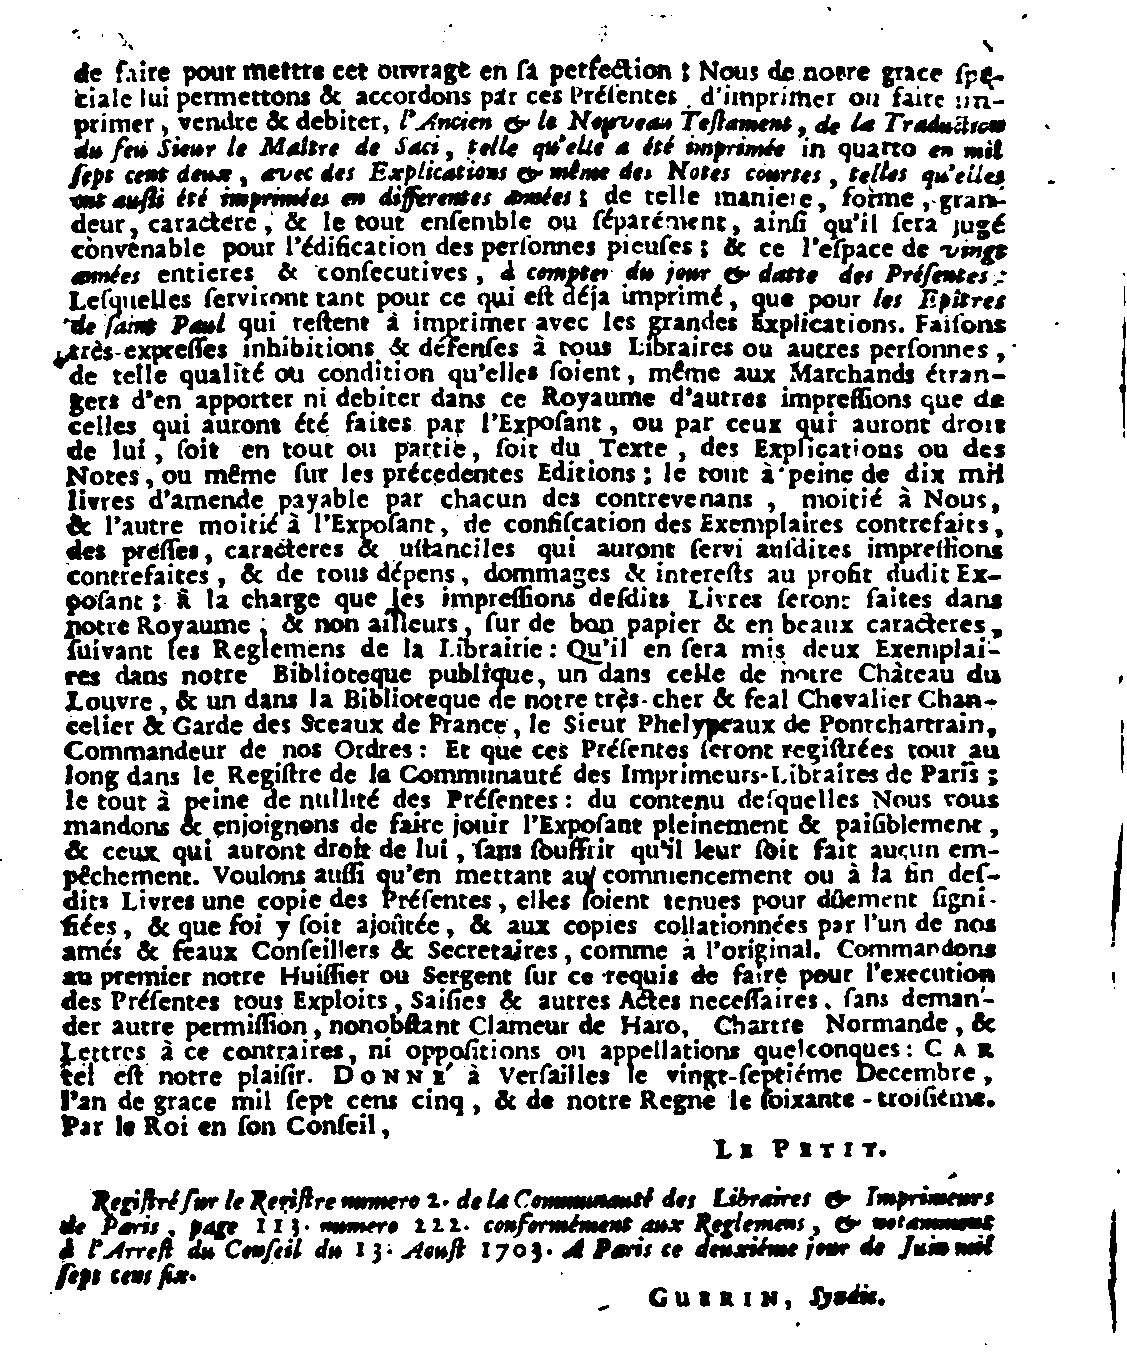 de faire pour mettre cet ouvrage en ſa perfection ; Nous de notre grace ſpé-
ciale lui permettons & accordons par ces Préſentes, d'imprimer ou faire im-
primer, vendre & debiter, l'Ancien & le Nouveau Teſtament, de la Traduction
du feu Sieur le Maître de Saci, telle qu'elle a été imprimée in quarto en mil
ſept cent deux, avec des Explications & même des Notes courtes, telles qu'elles
ont auſſi été imprimées en differentes années ; de telle maniere, forme, gran-
deur, caractere, & le tout enſemble ou ſéparément, ainſi qu'il ſera jugé
convenable pour l'édification des perſonnes pieuſes ; & ce l'eſpace de vingt
années entieres & conſecutives, à compter du jour & datte des Préſentes :
Leſquelles ſerviront tant pour ce qui eſt déja imprimé, que pour les Epîtres
de ſaint Paul qui reſtent à imprimer avec les grandes Explications. Faiſons
très-expreſſes inhibitions & défenſes à tous Libraires ou autres perſonnes,
de telle qualité ou condition qu'elles ſoient, même aux Marchands étran-
gers d'en apporter ni debiter dans ce Royaume d'autres impreſſions que de
celles qui auront été faites par l'Expoſant, ou par ceux qui auront droit
de lui, ſoit en tout ou partie, ſoit du Texte, des Explications ou des
Notes, ou même ſur les précedentes Editions ; le tout à peine de dix mil
livres d'amende payable par chacun des contrevenans, moitié à Nous,
& l'autre moitié à l'Expoſant, de confiſcation des Exemplaires contrefaits,
des preſſes, caracteres & uſtanciles qui auront ſervi auſdites impreſſions
contrefaites, & de tous dépens, dommages & intereſts au profit dudit Ex-
poſant ; à la charge que les impreſſions deſdits Livres ſeront faites dans
notre Royaume, & non ailleurs, ſur de bon papier & en beaux caracteres,
ſuivant les Reglemens de la Librairie : Qu'il en ſera mis deux Exemplai-
res dans notre Biblioteque publique, un dans celle de notre Château du
Louvre, & un dans la Biblioteque de notre très-cher & feal Chevalier Chan-
celier & Garde des Sceaux de France, le Sieur Phelypeaux de Pontchartrain,
Commandeur de nos Ordres : Et que ces Préſentes ſeront regiſtrées tout au
long dans le Regiſtre de la Communauté des Imprimeurs-Libraires de Paris ;
le tout à peine de nullité des Préſentes : du contenu deſquelles Nous vous
mandons & enjoignons de faire jouir l'Expoſant pleinement & paiſiblement,
& ceux qui auront droit de lui, ſans ſouffrir qu'il leur ſoit fait aucun em-
pêchement. Voulons auſſi qu'en mettant au commencement ou à la fin deſ-
dits Livres une copie des Préſentes, elles ſoient tenues pour dûement ſigni-
fiées, & que foi y ſoit ajoûtée, & aux copies collationnées par l'un de nos
amés & feaux Conſeillers & Secretaires, comme à l'original. Commandons
au premier notre Huiſſier ou Sergent ſur ce requis de faire pour l'execution
des Préſentes tous Exploits, Saiſies & autres Actes neceſſaires, ſans deman-
der autre permiſſion, nonobſtant Clameur de Haro, Chartre Normande, &
Lettres à ce contraires, ni oppoſitions ou appellations quelconques : CAR
tel eſt notre plaiſir. DONNÉ à Verſailles le vingt-ſeptiéme Decembre,
l'an de grace mil ſept cens cinq, & de notre Regne le ſoixante-troiſiéme.
Par le Roi en ſon Conſeil,
LE PETIT.
Regiſtré ſur le Regiſtre numero 2. de la Communauté des Libraires & Imprimeurs
de Paris, page 113. numero 222. conformément aux Reglemens, & notamment
à l'Arreſt du Conſeil du 13. Aouſt 1703. A Paris ce deuxiéme jour de Juin mil
ſept cens ſix.
GUERIN, Syndic.